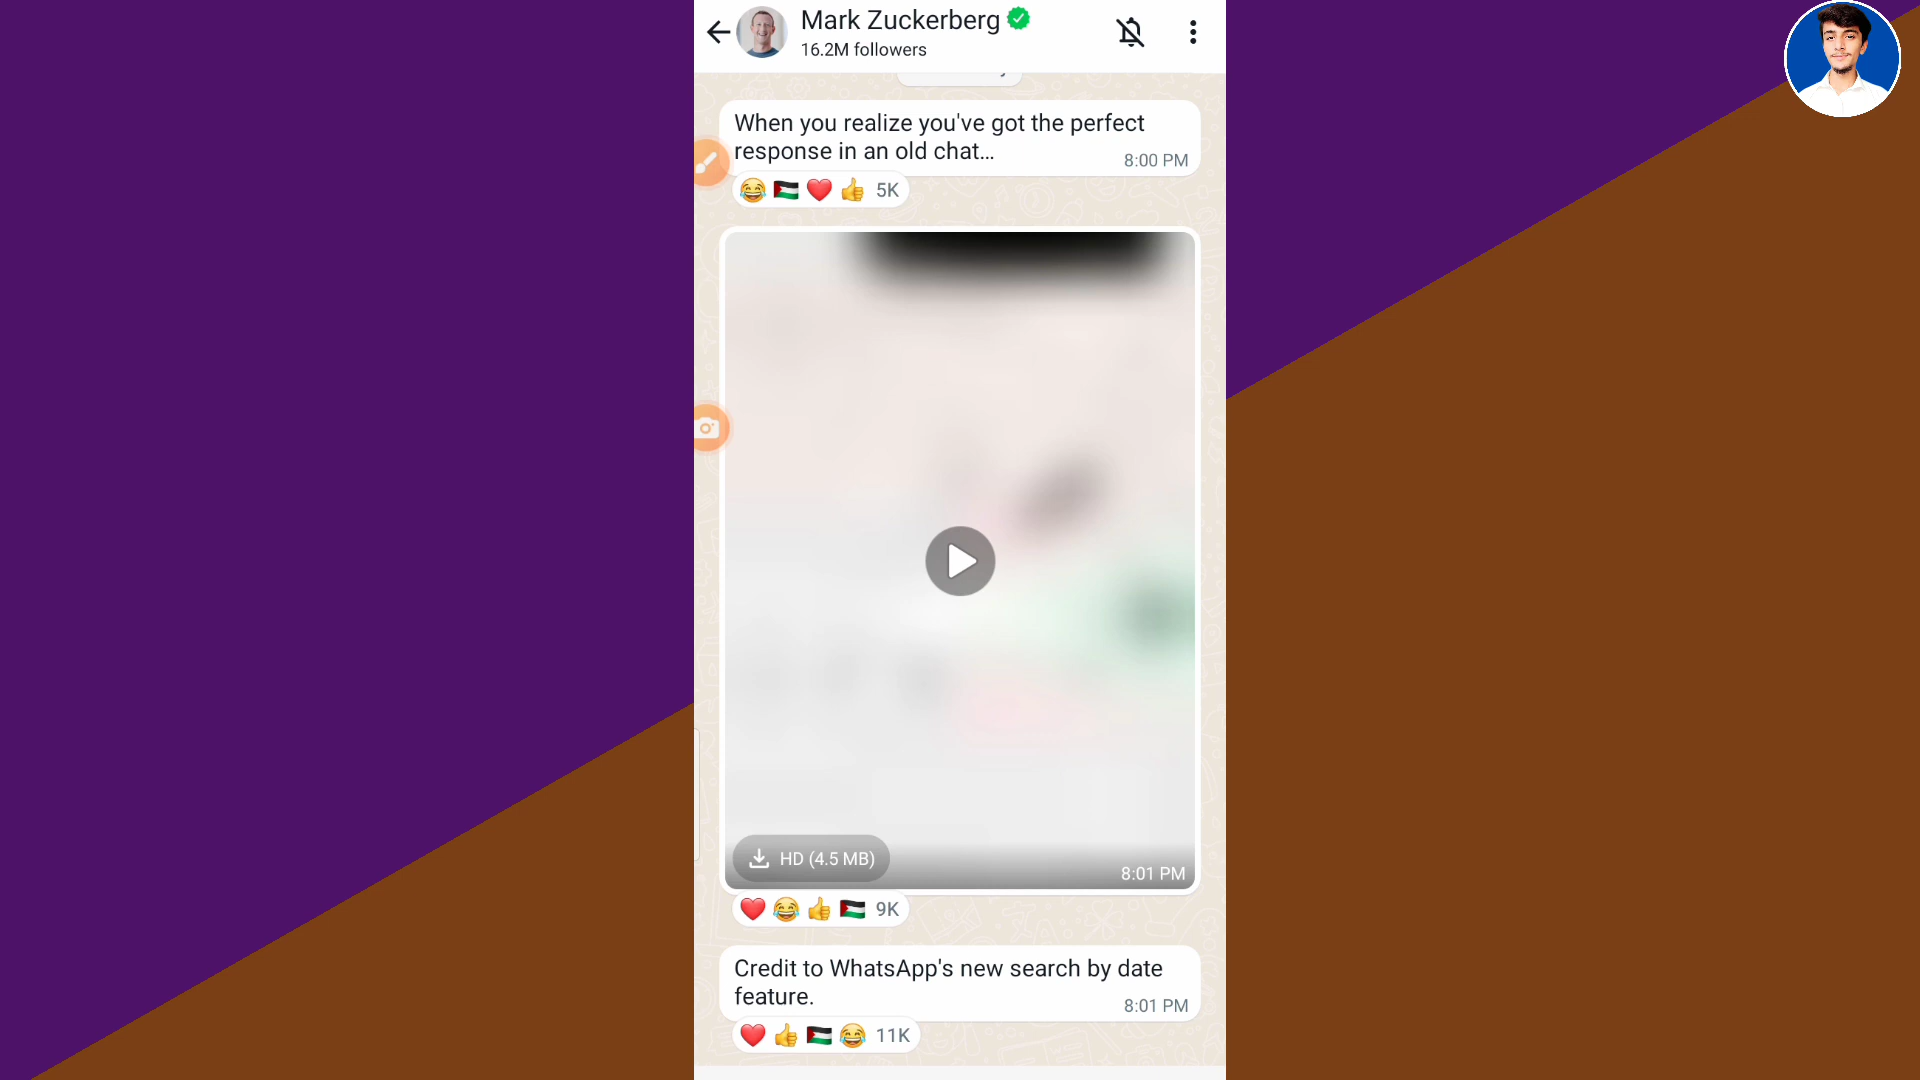 Mark Zuckerberg
16.2M followers
When you realize you've got the perfect
response in an old chat...
8:00 PM
5K
HD (4.5 MB)
8:01 PM
9K
Credit to WhatsApp's new search by date
feature.
8:01 PM
11K